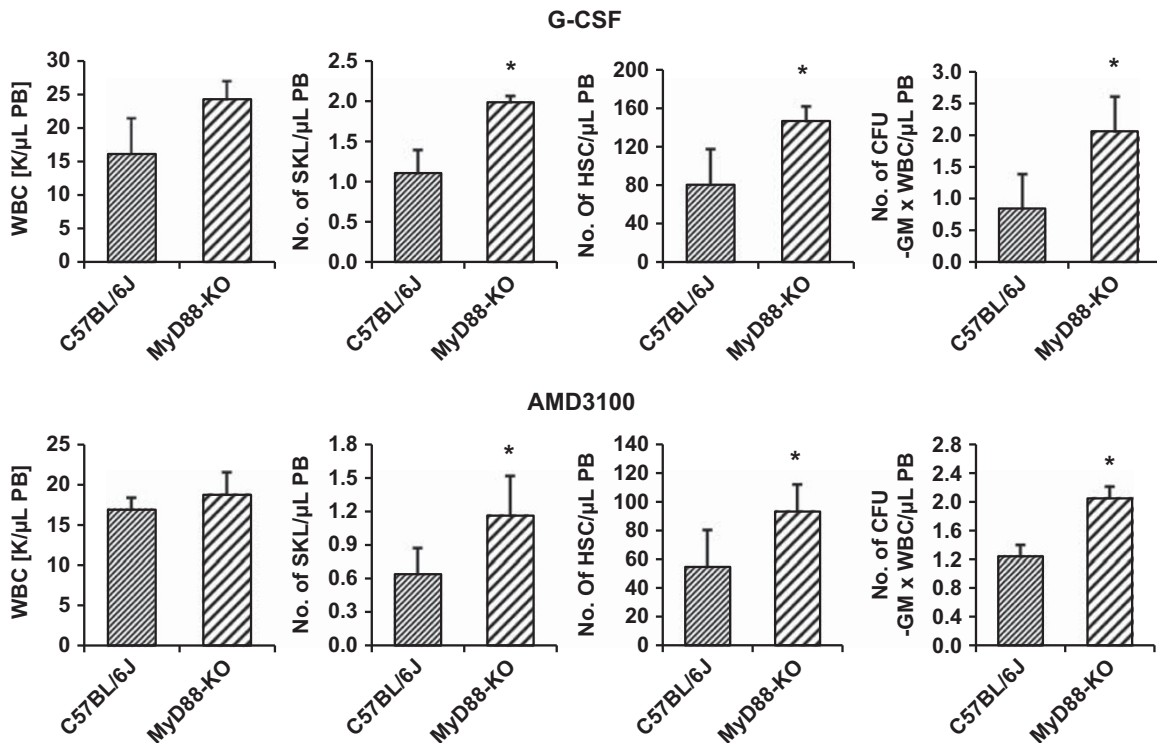 G-CSF
WBC [K/µL PB]
30
25
20
15
10
5
0
C57BL/6J
MyD88-KO
No. of SKL/µL PB
2.5
2.0
1.5
1.0
0.5
0.0
*
C57BL/6J
MyD88-KO
No. Of HSC/µL PB
200
160
120
80
40
0
*
C57BL/6J
MyD88-KO
No. of CFU
-GM x WBC/µL PB
3.0
2.5
2.0
1.5
1.0
0.5
0.0
*
C57BL/6J
MyD88-KO
AMD3100
WBC [K/µL PB]
25
20
15
10
5
0
C57BL/6J
MyD88-KO
No. of SKL/µL PB
1.8
1.5
1.2
0.9
0.6
0.3
0.0
*
C57BL/6J
MyD88-KO
No. Of HSC/µL PB
140
120
100
80
60
40
20
0
*
C57BL/6J
MyD88-KO
No. of CFU
-GM x WBC/µL PB
2.8
2.4
2.0
1.6
1.2
0.8
0.4
0.0
*
C57BL/6J
MyD88-KO